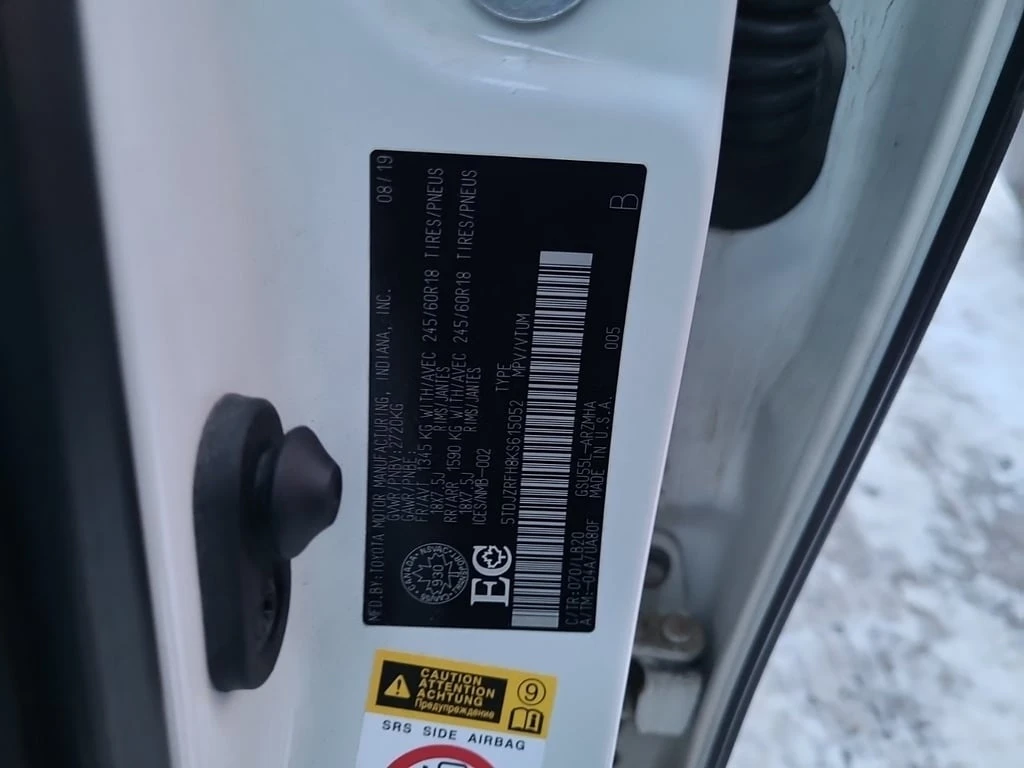 MFD.BY:TOYOTA MOTOR MANUFACTURING, INDIANA, INC. 08/19
GVWR/PNBV:2720KG
GAWR/PNBE:
FR/AV 1345 KG WITH/AVEC 245/60R18 TIRES/PNEUS
18X7.5J RIMS/JANTES
RR/ARR 1590 KG WITH/AVEC 245/60R18 TIRES/PNEUS
18X7.5J RIMS/JANTES
ICES/NMB-002
EC
5TDJZRFH8KS615052 TYPE MPV/VTUM
C/TR:070/LB20 GSU55L-ARZMHA 005 B
A/TM:-04A/UA80F MADE IN U.S.A.
CAUTION
ATTENTION
ACHTUNG
Предупреждение
9
SRS SIDE AIRBAG